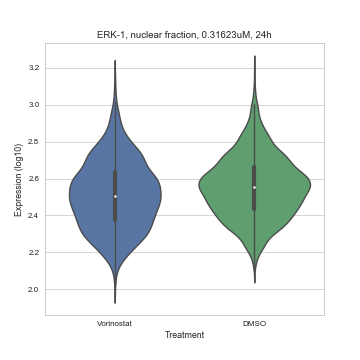 ERK-1, nuclear fraction, 0.31623uM, 24h
Expression (log10)
3.2
3.0
2.8
2.6
2.4
2.2
2.0
Vorinostat DMSO
Treatment